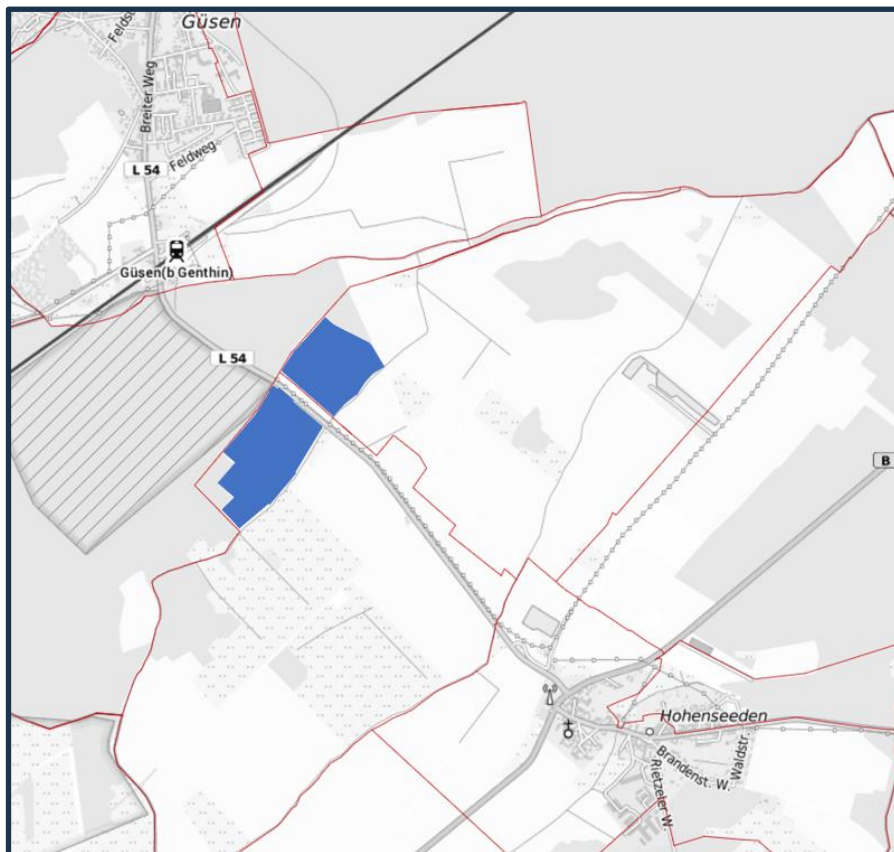 Güsen
Feldst
Breiter Weg
Feldweg
L 54
Güsen(b Genthin)
L 54
B
Hohenseeden
Brandenst. W.
Waldstr.
Rietzeler W.